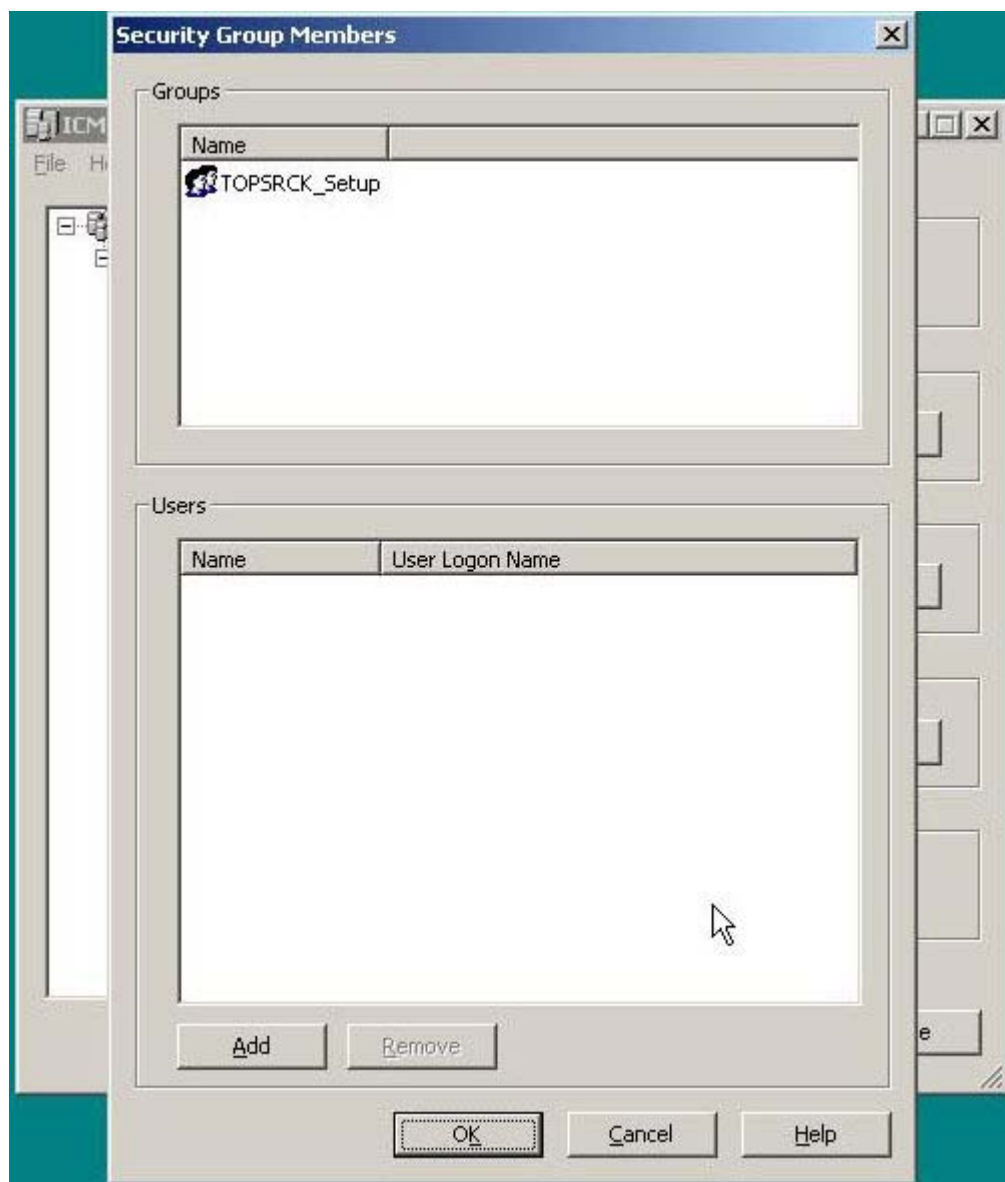 Security Group Members
Groups
ICM
File
Name
TOPSRCK_Setup
Users
Name User Logon Name
Add Remove
e
OK Cancel Help